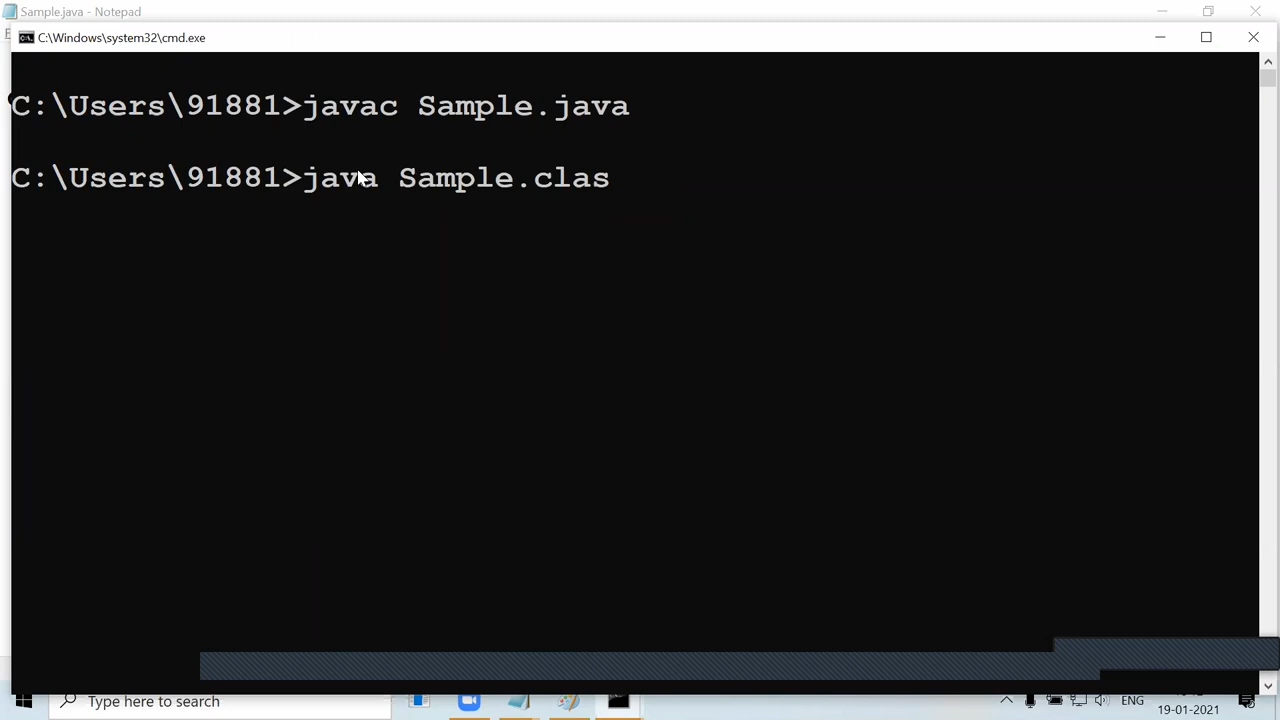 Sample.java - Notepad
C:\Windows\system32\cmd.exe
C:\Users\91881>javac Sample.java
C:\Users\91881>java Sample.clas
Type here to search
ENG
19-01-2021